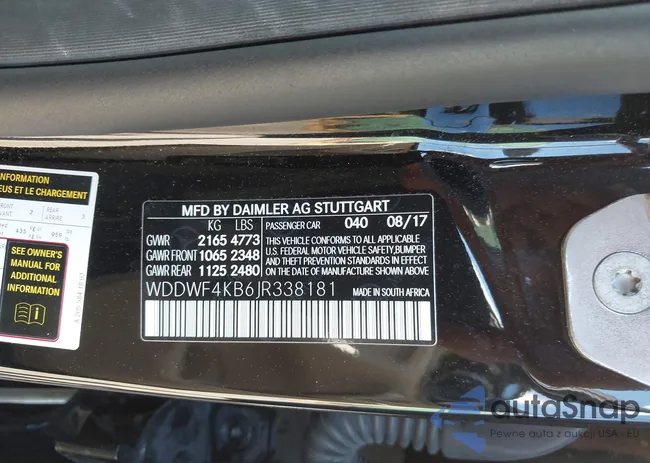 INFORMATION
EUS ET LE CHARGEMENT
2
3
SEE OWNER'S
MANUAL FOR
ADDITIONAL
INFORMATION
MFD BY DAIMLER AG STUTTGART
KG LBS
PASSENGER CAR 040 08/17
GVWR 2165 4773
GAWR FRONT 1065 2348
GAWR REAR 1125 2480
THIS VEHICLE CONFORMS TO ALL APPLICABLE
U.S. FEDERAL MOTOR VEHICLE SAFETY,BUMPER
AND THEFT PREVENTION STANDARDS IN EFFECT
ON THE DATE OF MANUFACTURE SHOWN ABOVE.
WDDWF4KB6JR338181
MADE IN SOUTH AFRICA
autoSnap
Pewne auta z aukcji USA, EU